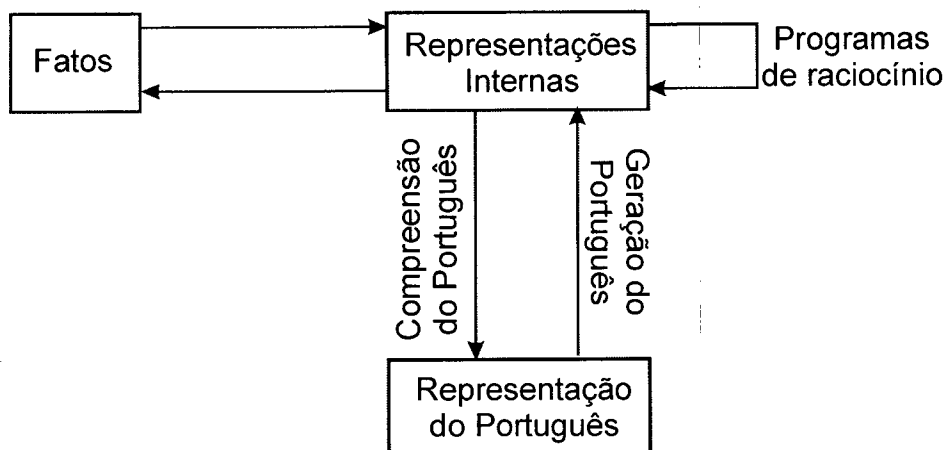 Fatos
Representações
Internas
Programas
de raciocínio
Compreensão
do Português
Geração do
Português
Representação
do Português